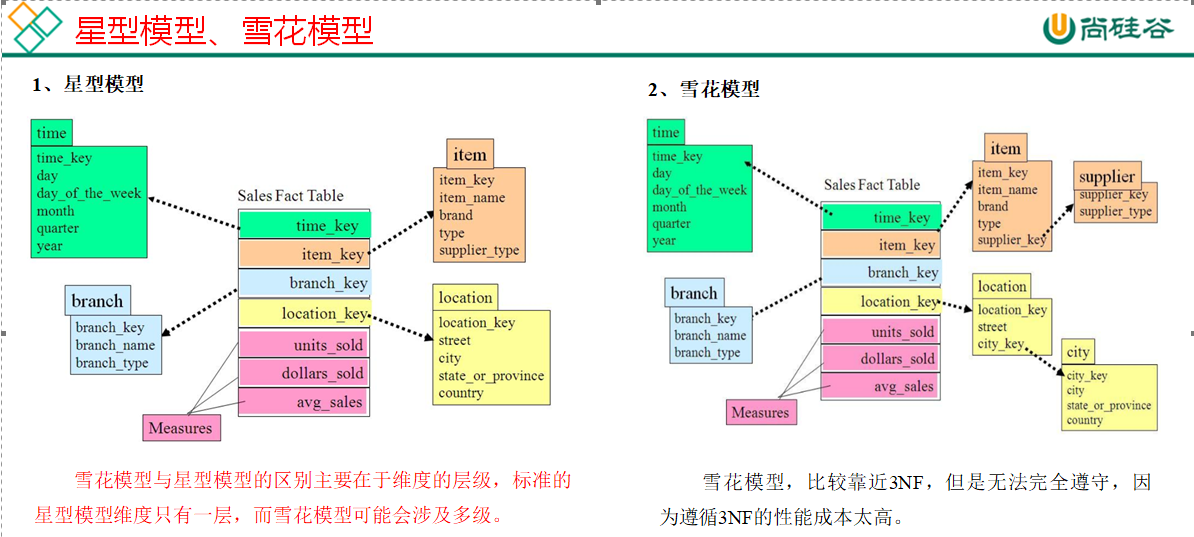 星型模型、雪花模型
尚硅谷
1、星型模型
time
time_key
day
day_of_the_week
month
quarter
year
branch
branch_key
branch_name
branch_type
Sales Fact Table
time_key
item_key
branch_key
location_key
units_sold
dollars_sold
avg_sales
Measures
item
item_key
item_name
brand
type
supplier_type
location
location_key
street
city
state_or_province
country
雪花模型与星型模型的区别主要在于维度的层级，标准的
星型模型维度只有一层，而雪花模型可能会涉及多级。
2、雪花模型
time
time_key
day
day_of_the_week
month
quarter
year
branch
branch_key
branch_name
branch_type
Sales Fact Table
time_key
item_key
branch_key
location_key
units_sold
dollars_sold
avg_sales
Measures
item
item_key
item_name
brand
type
supplier_key
supplier
supplier_key
supplier_type
location
location_key
street
city_key
city
city_key
city
state_or_province
country
雪花模型，比较靠近3NF，但是无法完全遵守，因
为遵循3NF的性能成本太高。